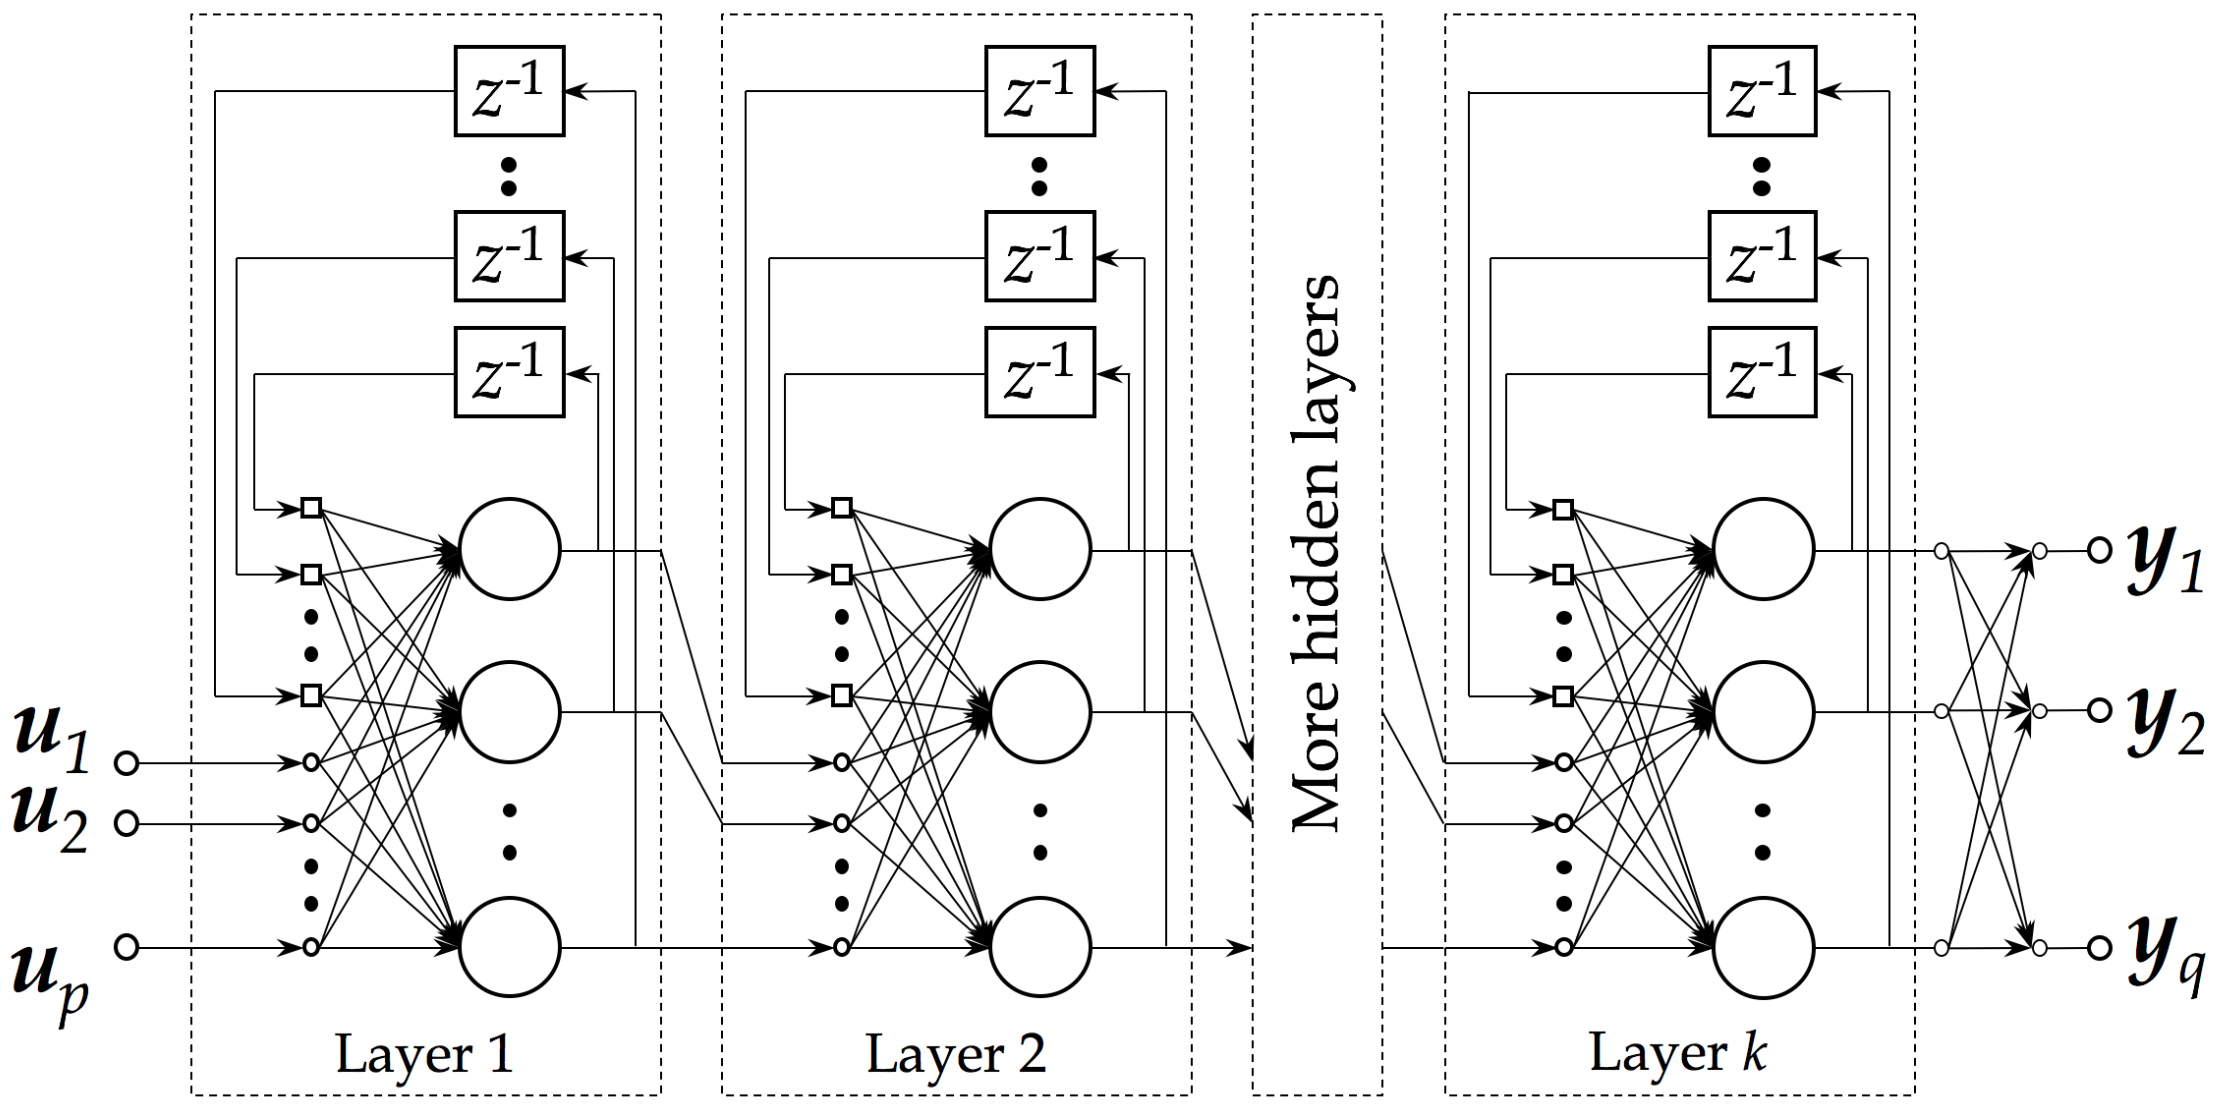 z⁻¹
z⁻¹
z⁻¹
z⁻¹
z⁻¹
z⁻¹
z⁻¹
z⁻¹
z⁻¹
u₁
u₂
uₚ
More hidden layers
y₁
y₂
y_q
Layer 1
Layer 2
Layer k